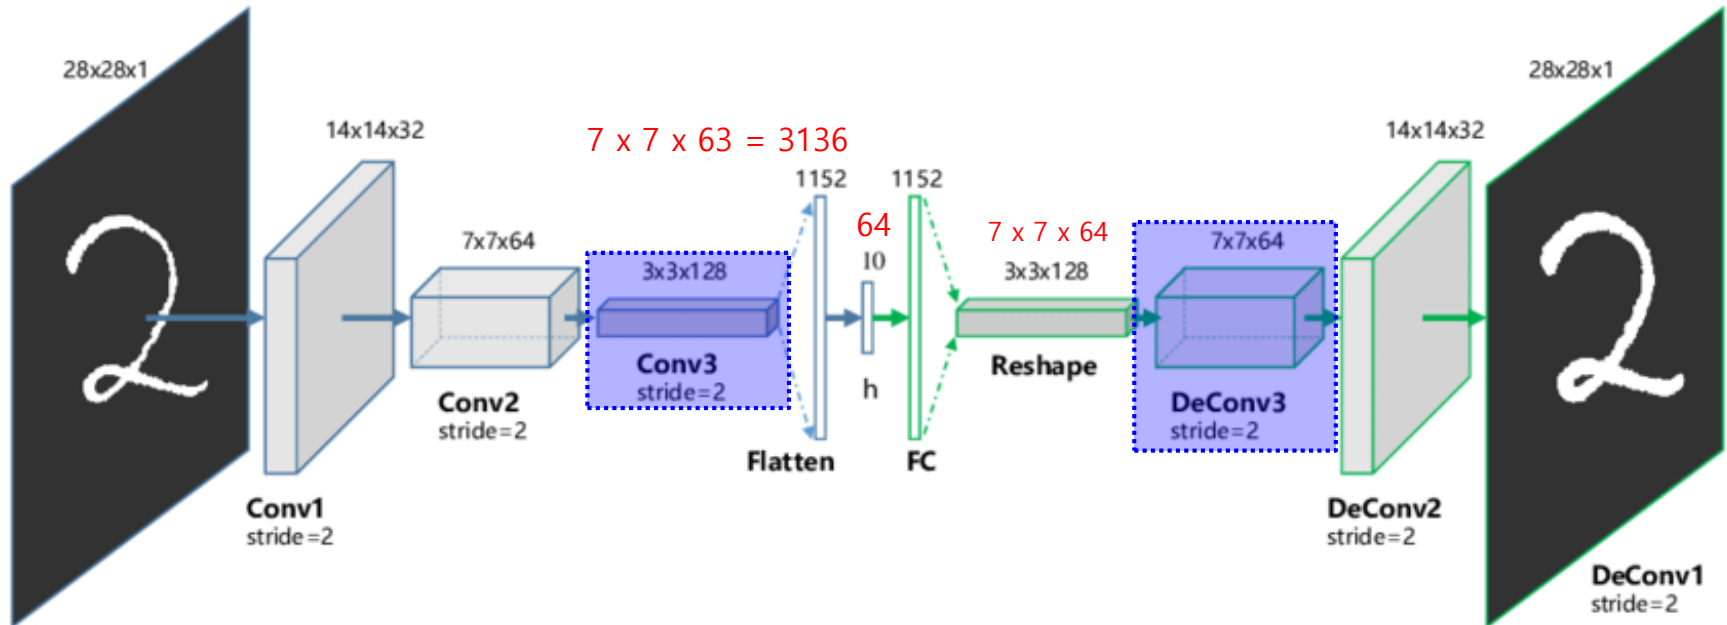 28x28x1
14x14x32
7 x 7 x 63 = 3136
1152
1152
64
10
h
7x7x64
3x3x128
7 x 7 x 64
3x3x128
7x7x64
14x14x32
28x28x1
Conv1
stride=2
Conv2
stride=2
Conv3
stride=2
Flatten
FC
Reshape
DeConv3
stride=2
DeConv2
stride=2
DeConv1
stride=2
2
2